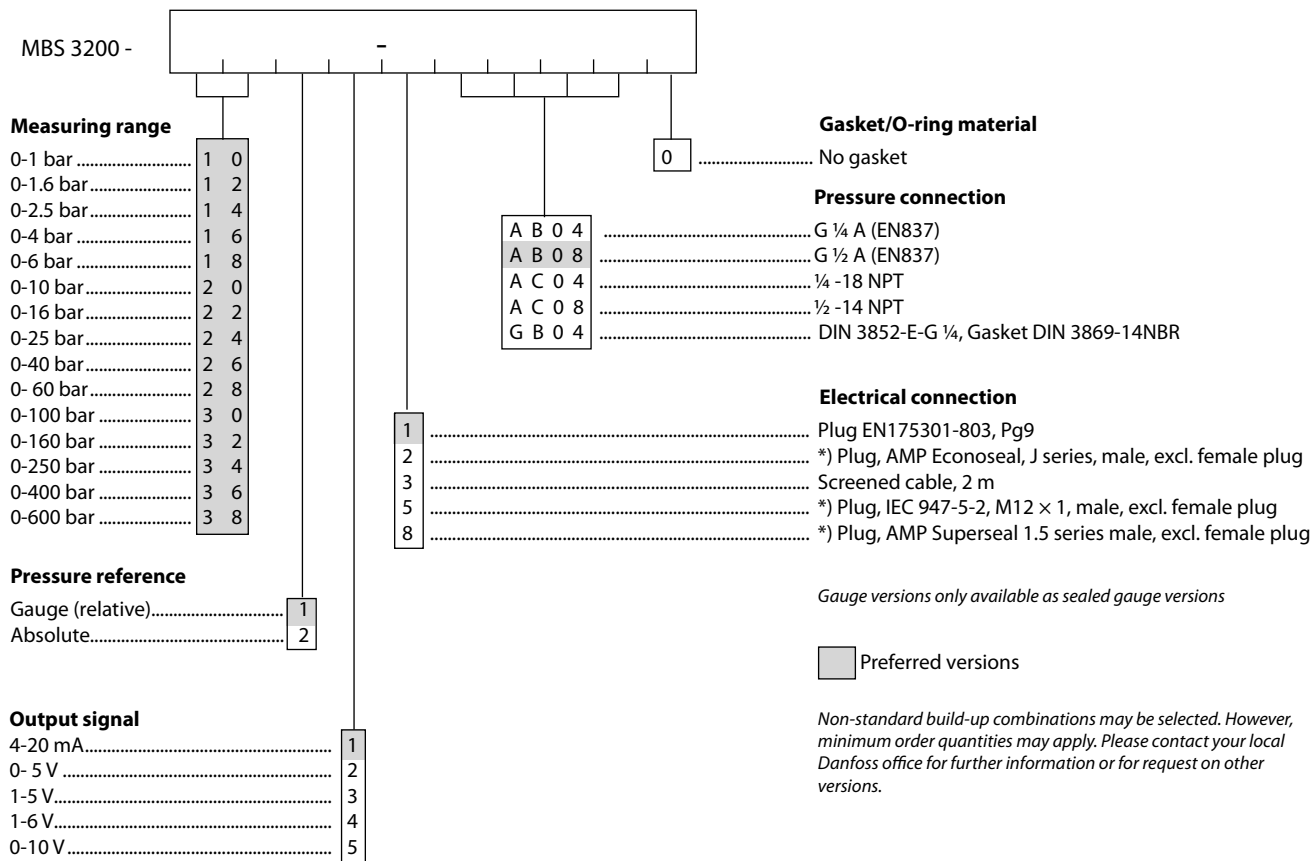 MBS 3200 -
-
Measuring range
0-1 bar ........................ 1 0
0-1.6 bar ..................... 1 2
0-2.5 bar ..................... 1 4
0-4 bar ........................ 1 6
0-6 bar ........................ 1 8
0-10 bar ...................... 2 0
0-16 bar ...................... 2 2
0-25 bar ...................... 2 4
0-40 bar ...................... 2 6
0- 60 bar ..................... 2 8
0-100 bar .................... 3 0
0-160 bar .................... 3 2
0-250 bar .................... 3 4
0-400 bar .................... 3 6
0-600 bar .................... 3 8
Pressure reference
Gauge (relative) ............................ 1
Absolute ......................................... 2
Output signal
4-20 mA .................................................... 1
0- 5 V ........................................................ 2
1-5 V ......................................................... 3
1-6 V ......................................................... 4
0-10 V ....................................................... 5
Gasket/O-ring material
0 ........................ No gasket
Pressure connection
A B 0 4 ............................................ G ¼ A (EN837)
A B 0 8 ............................................ G ½ A (EN837)
A C 0 4 ............................................ ¼ -18 NPT
A C 0 8 ............................................ ½ -14 NPT
G B 0 4 ............................................ DIN 3852-E-G ¼, Gasket DIN 3869-14NBR
Electrical connection
1 ................................................................................ Plug EN175301-803, Pg9
2 ................................................................................ *) Plug, AMP Econoseal, J series, male, excl. female plug
3 ................................................................................ Screened cable, 2 m
5 ................................................................................ *) Plug, IEC 947-5-2, M12 × 1, male, excl. female plug
8 ................................................................................ *) Plug, AMP Superseal 1.5 series male, excl. female plug
Gauge versions only available as sealed gauge versions
Preferred versions
Non-standard build-up combinations may be selected. However,
minimum order quantities may apply. Please contact your local
Danfoss office for further information or for request on other
versions.